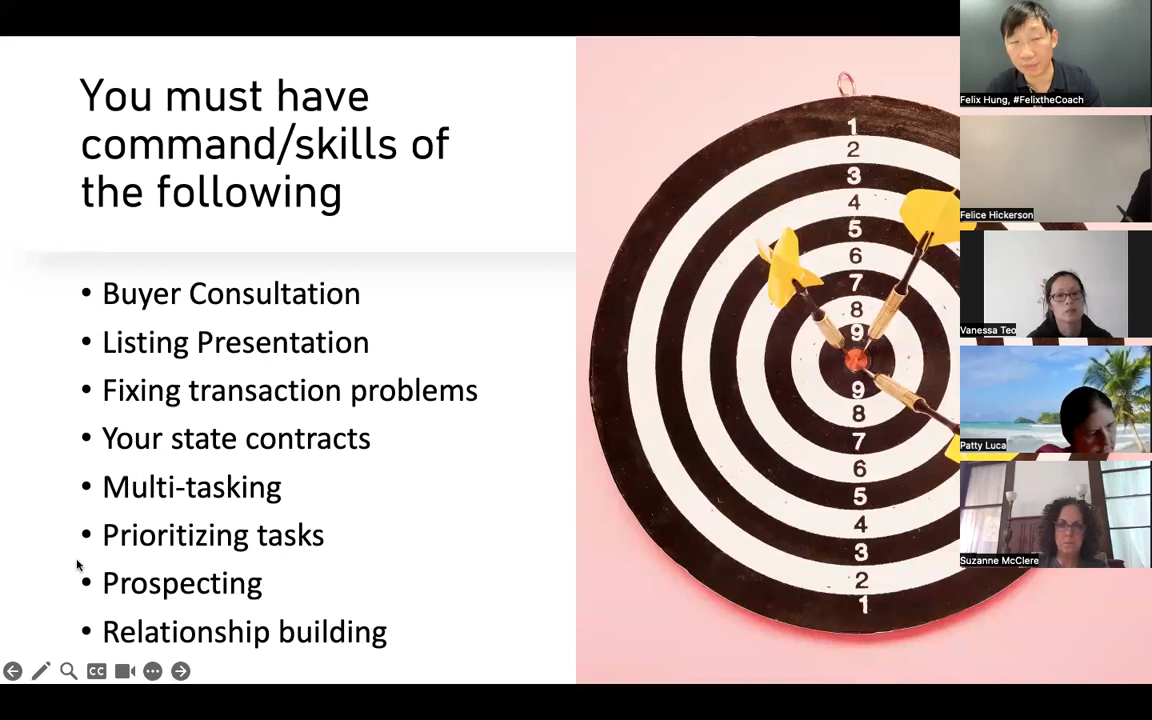 You must have
command/skills of
the following
• Buyer Consultation
• Listing Presentation
• Fixing transaction problems
• Your state contracts
• Multi-tasking
• Prioritizing tasks
• Prospecting
• Relationship building
1
2
3
4
5
6
7
8
9
9
8
7
6
5
4
3
2
1
Felix Hung, #FelixtheCoach
Felice Hickerson
Vanessa Teo
Patty Luca
Suzanne McClere
CC